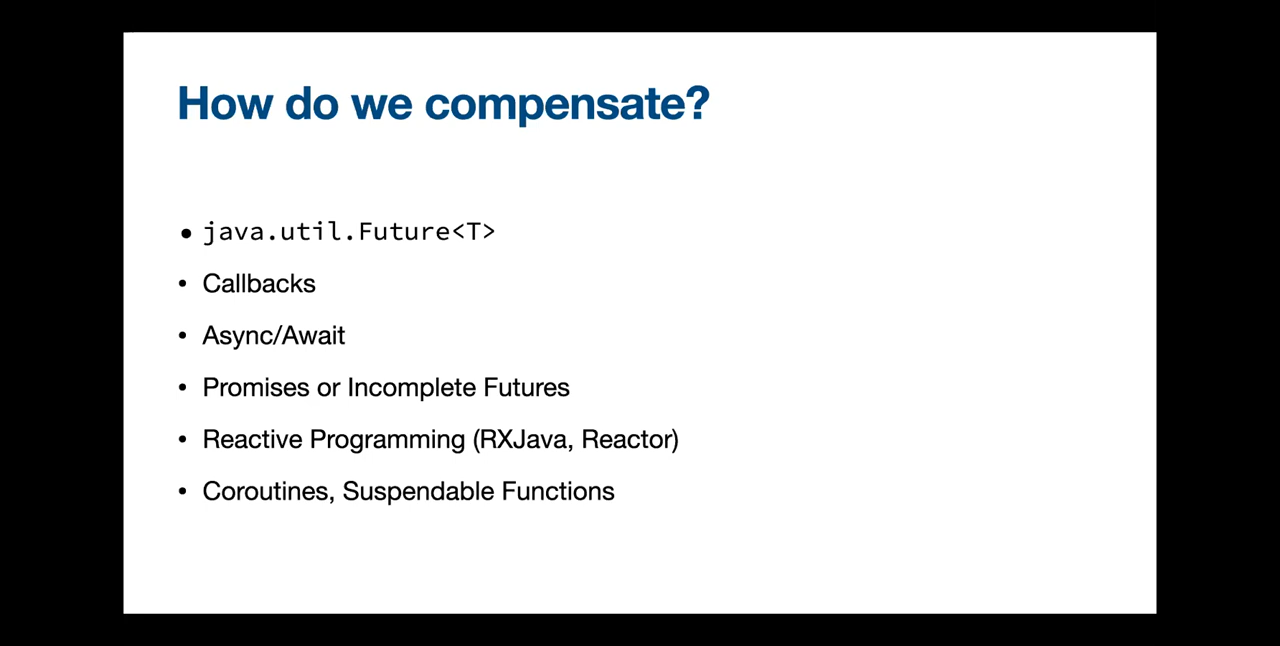 How do we compensate?
• java.util.Future<T>
• Callbacks
• Async/Await
• Promises or Incomplete Futures
• Reactive Programming (RXJava, Reactor)
• Coroutines, Suspendable Functions